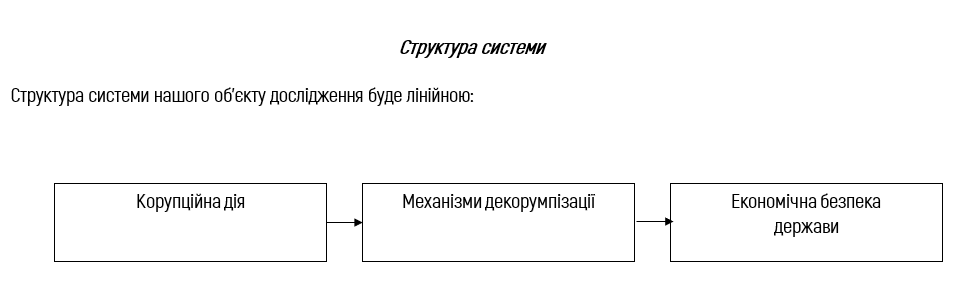 Структура системи
Структура системи нашого об'єкту дослідження буде лінійною:
Корупційна дія
Механізми декорумпізації
Економічна безпека
держави